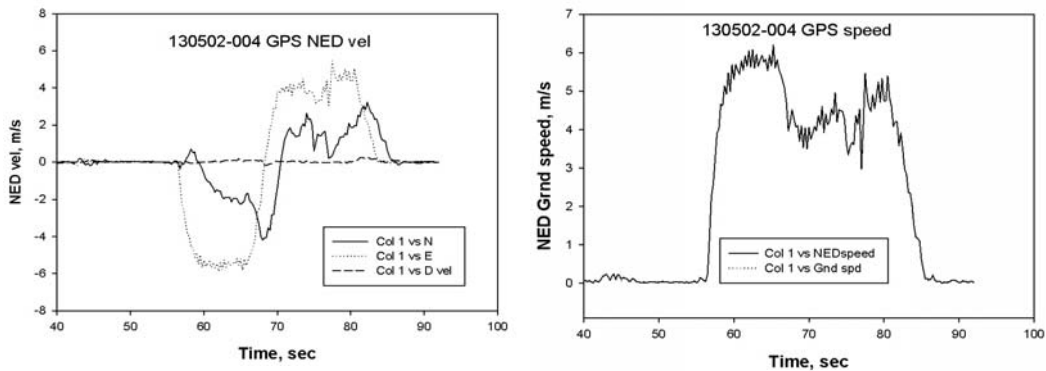 130502-004 GPS NED vel
NED vel, m/s
8
6
4
2
0
-2
-4
-6
-8
Col 1 vs N
Col 1 vs E
Col 1 vs D vel
40 50 60 70 80 90 100
Time, sec
130502-004 GPS speed
NED Grnd speed, m/s
7
6
5
4
3
2
1
0
Col 1 vs NEDspeed
Col 1 vs Gnd spd
40 50 60 70 80 90 100
Time, sec